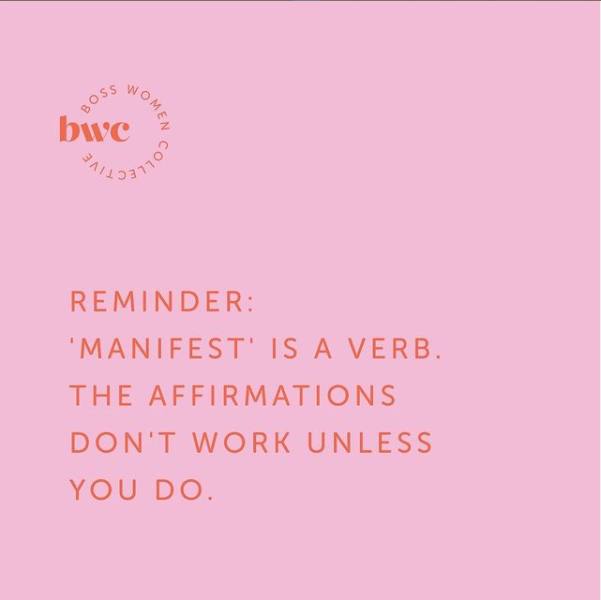 BOSS WOMEN COLLECTIVE
bwc
REMINDER:
'MANIFEST' IS A VERB.
THE AFFIRMATIONS
DON'T WORK UNLESS
YOU DO.